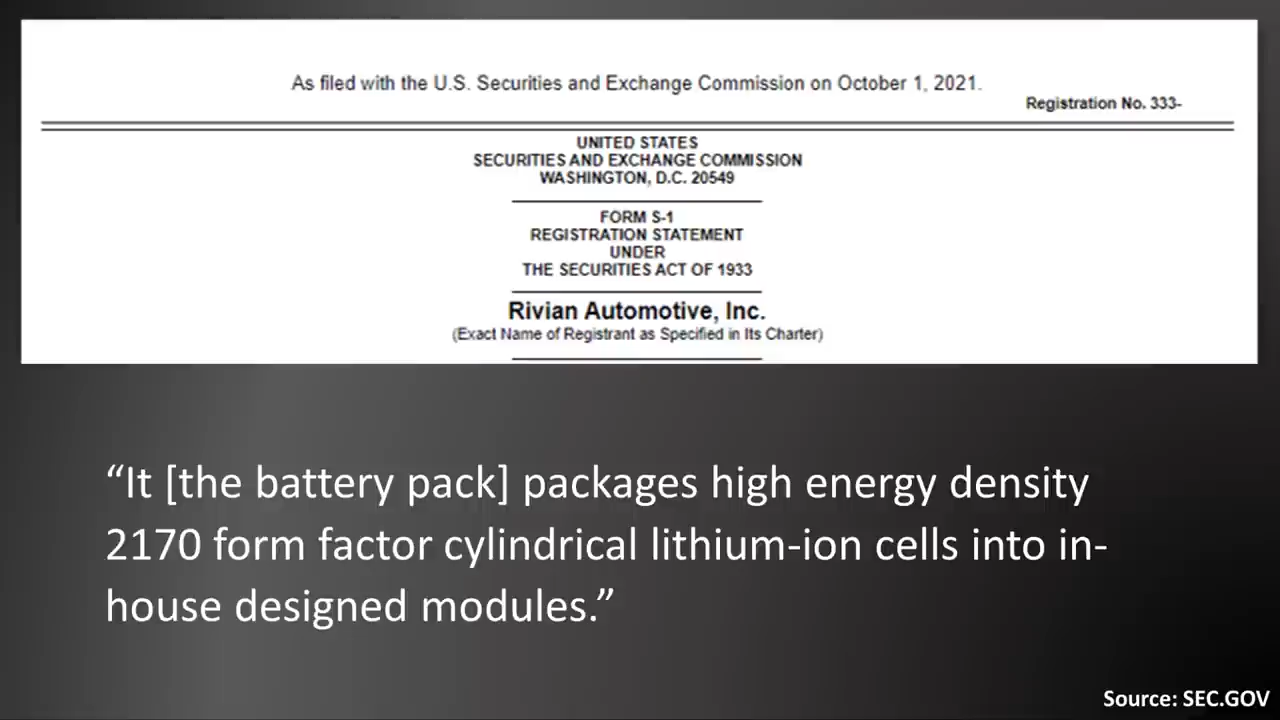 As filed with the U.S. Securities and Exchange Commission on October 1, 2021.
Registration No. 333-
UNITED STATES
SECURITIES AND EXCHANGE COMMISSION
WASHINGTON, D.C. 20549
FORM S-1
REGISTRATION STATEMENT
UNDER
THE SECURITIES ACT OF 1933
Rivian Automotive, Inc.
(Exact Name of Registrant as Specified in Its Charter)
“It [the battery pack] packages high energy density
2170 form factor cylindrical lithium-ion cells into in-
house designed modules.”
Source: SEC.GOV